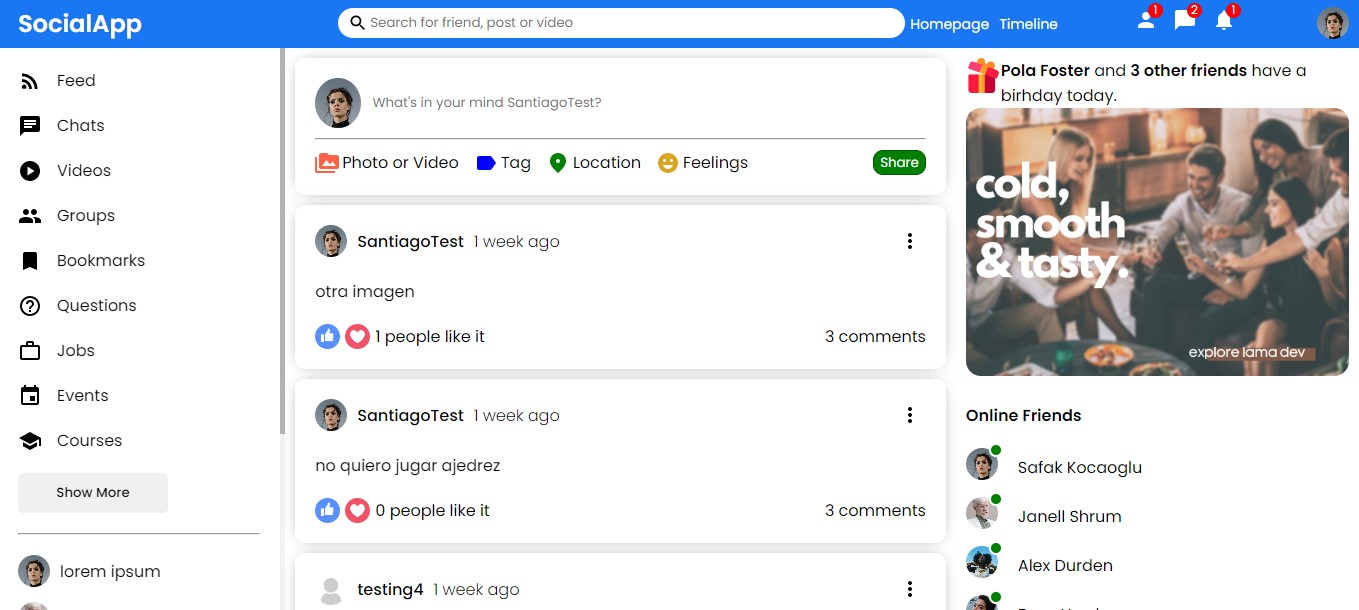 SocialApp
Search for friend, post or video
Homepage Timeline
1
2
1
Feed
Chats
Videos
Groups
Bookmarks
Questions
Jobs
Events
Courses
Show More
lorem ipsum
What's in your mind SantiagoTest?
Photo or Video Tag Location Feelings Share
SantiagoTest 1 week ago
otra imagen
1 people like it 3 comments
SantiagoTest 1 week ago
no quiero jugar ajedrez
0 people like it 3 comments
testing4 1 week ago
Pola Foster and 3 other friends have a
birhday today.
cold,
smooth
& tasty.
explore lama dev
Online Friends
Safak Kocaoglu
Janell Shrum
Alex Durden